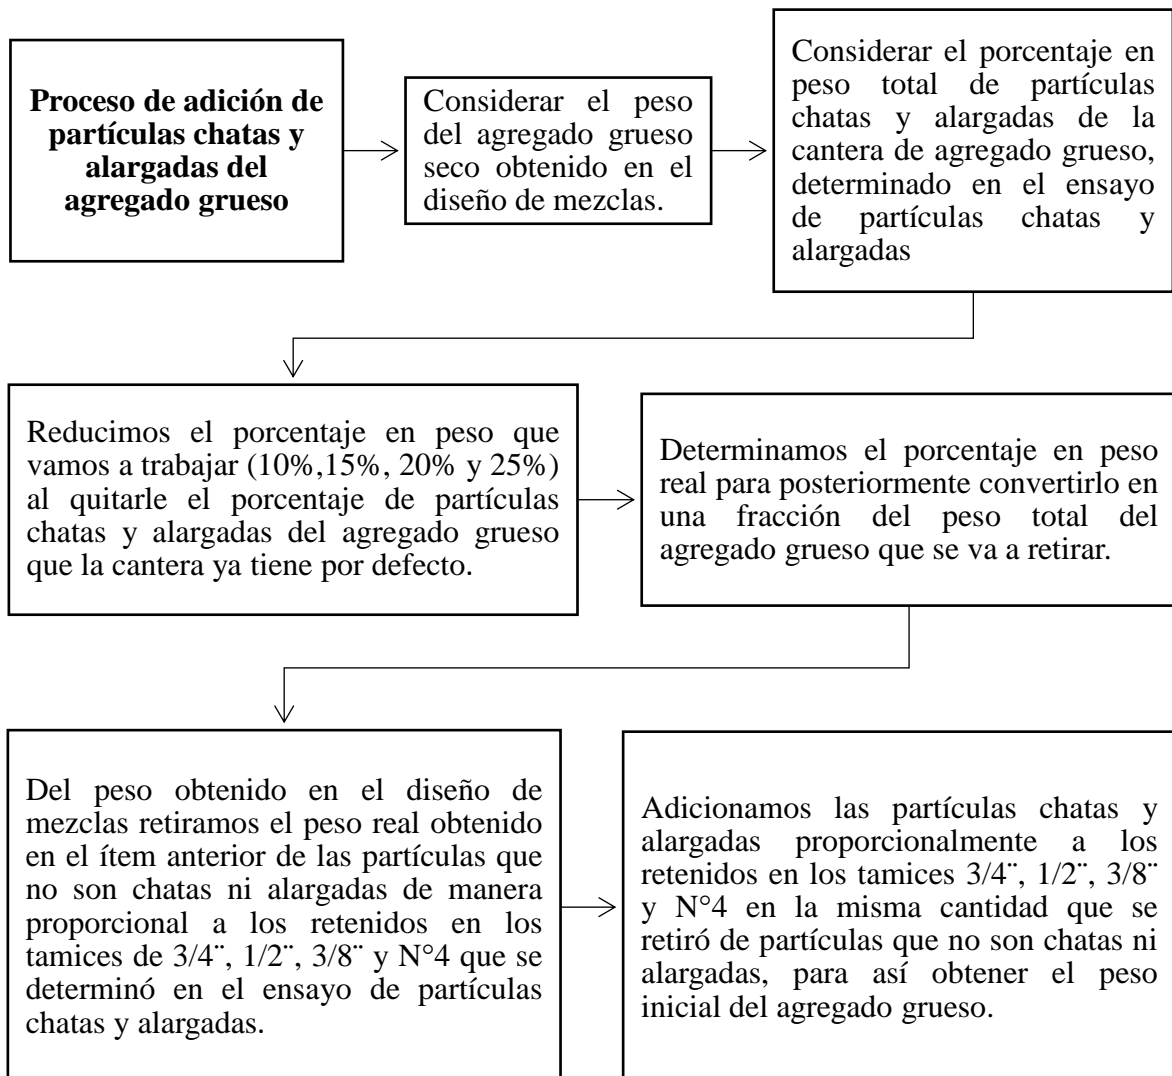 Proceso de adición de
partículas chatas y
alargadas del
agregado grueso
Considerar el peso
del agregado grueso
seco obtenido en el
diseño de mezclas.
Considerar el porcentaje en
peso total de partículas
chatas y alargadas de la
cantera de agregado grueso,
determinado en el ensayo
de partículas chatas y
alargadas
Reducimos el porcentaje en peso que
vamos a trabajar (10%,15%, 20% y 25%)
al quitarle el porcentaje de partículas
chatas y alargadas del agregado grueso
que la cantera ya tiene por defecto.
Determinamos el porcentaje en peso
real para posteriormente convertirlo en
una fracción del peso total del
agregado grueso que se va a retirar.
Del peso obtenido en el diseño de
mezclas retiramos el peso real obtenido
en el ítem anterior de las partículas que
no son chatas ni alargadas de manera
proporcional a los retenidos en los
tamices de 3/4¨, 1/2¨, 3/8¨ y N°4 que se
determinó en el ensayo de partículas
chatas y alargadas.
Adicionamos las partículas chatas y
alargadas proporcionalmente a los
retenidos en los tamices 3/4¨, 1/2¨, 3/8¨
y N°4 en la misma cantidad que se
retiró de partículas que no son chatas ni
alargadas, para así obtener el peso
inicial del agregado grueso.